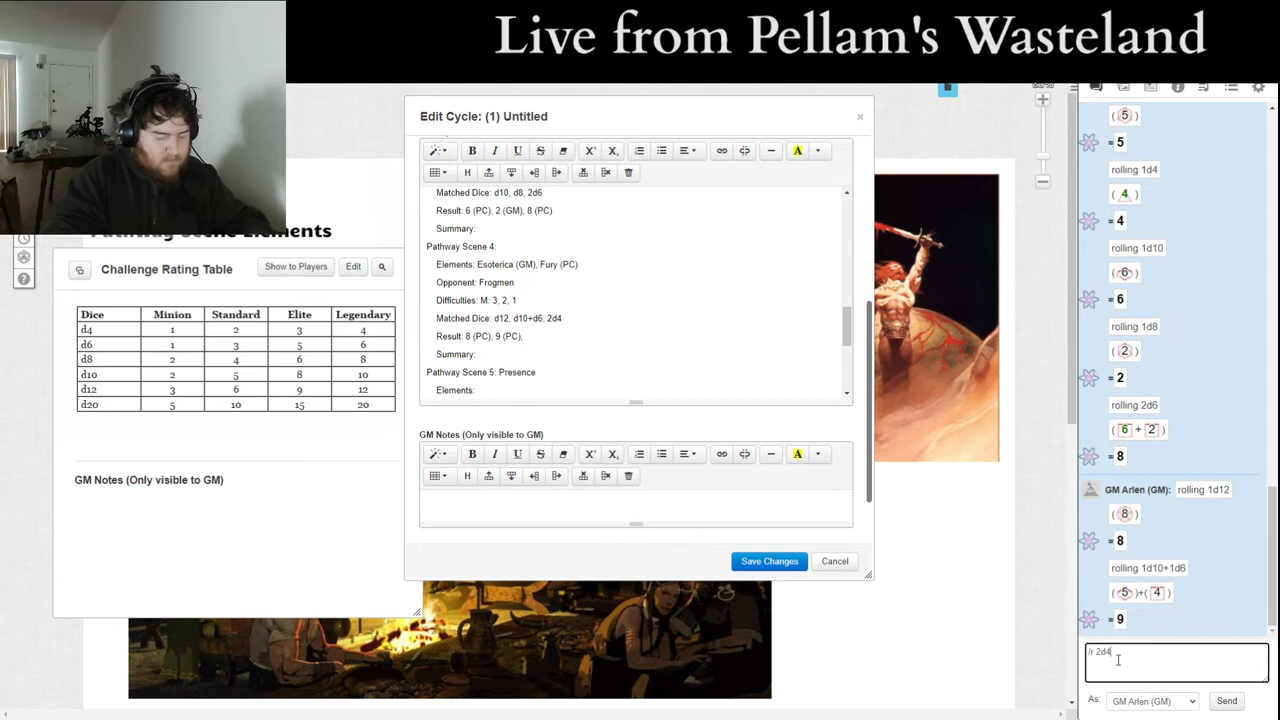 Live from Pellam's Wasteland
Edit Cycle: (1) Untitled
×
Matched Dice: d10, d8, 2d6
Result: 6 (PC), 2 (GM), 8 (PC)
Summary:
Pathway Scene 4:
Elements: Esoterica (GM), Fury (PC)
Opponent: Frogmen
Difficulties: M: 3, 2, 1
Matched Dice: d12, d10+d6, 2d4
Result: 8 (PC), 9 (PC),
Summary:
Pathway Scene 5: Presence
Elements:
GM Notes (Only visible to GM)
Save Changes
Cancel
Pathway Scene Elements
Challenge Rating Table
Show to Players
Edit
Dice Minion Standard Elite Legendary
d4 1 2 3 4
d6 1 3 5 6
d8 2 4 6 8
d10 2 5 8 10
d12 3 6 9 12
d20 5 10 15 20
GM Notes (Only visible to GM)
(5)
= 5
rolling 1d4
(4)
= 4
rolling 1d10
(6)
= 6
rolling 1d8
(2)
= 2
rolling 2d6
(6 + 2)
= 8
GM Arlen (GM): rolling 1d12
(8)
= 8
rolling 1d10+1d6
(5)+(4)
= 9
/r 2d4
As: GM Arlen (GM)
Send